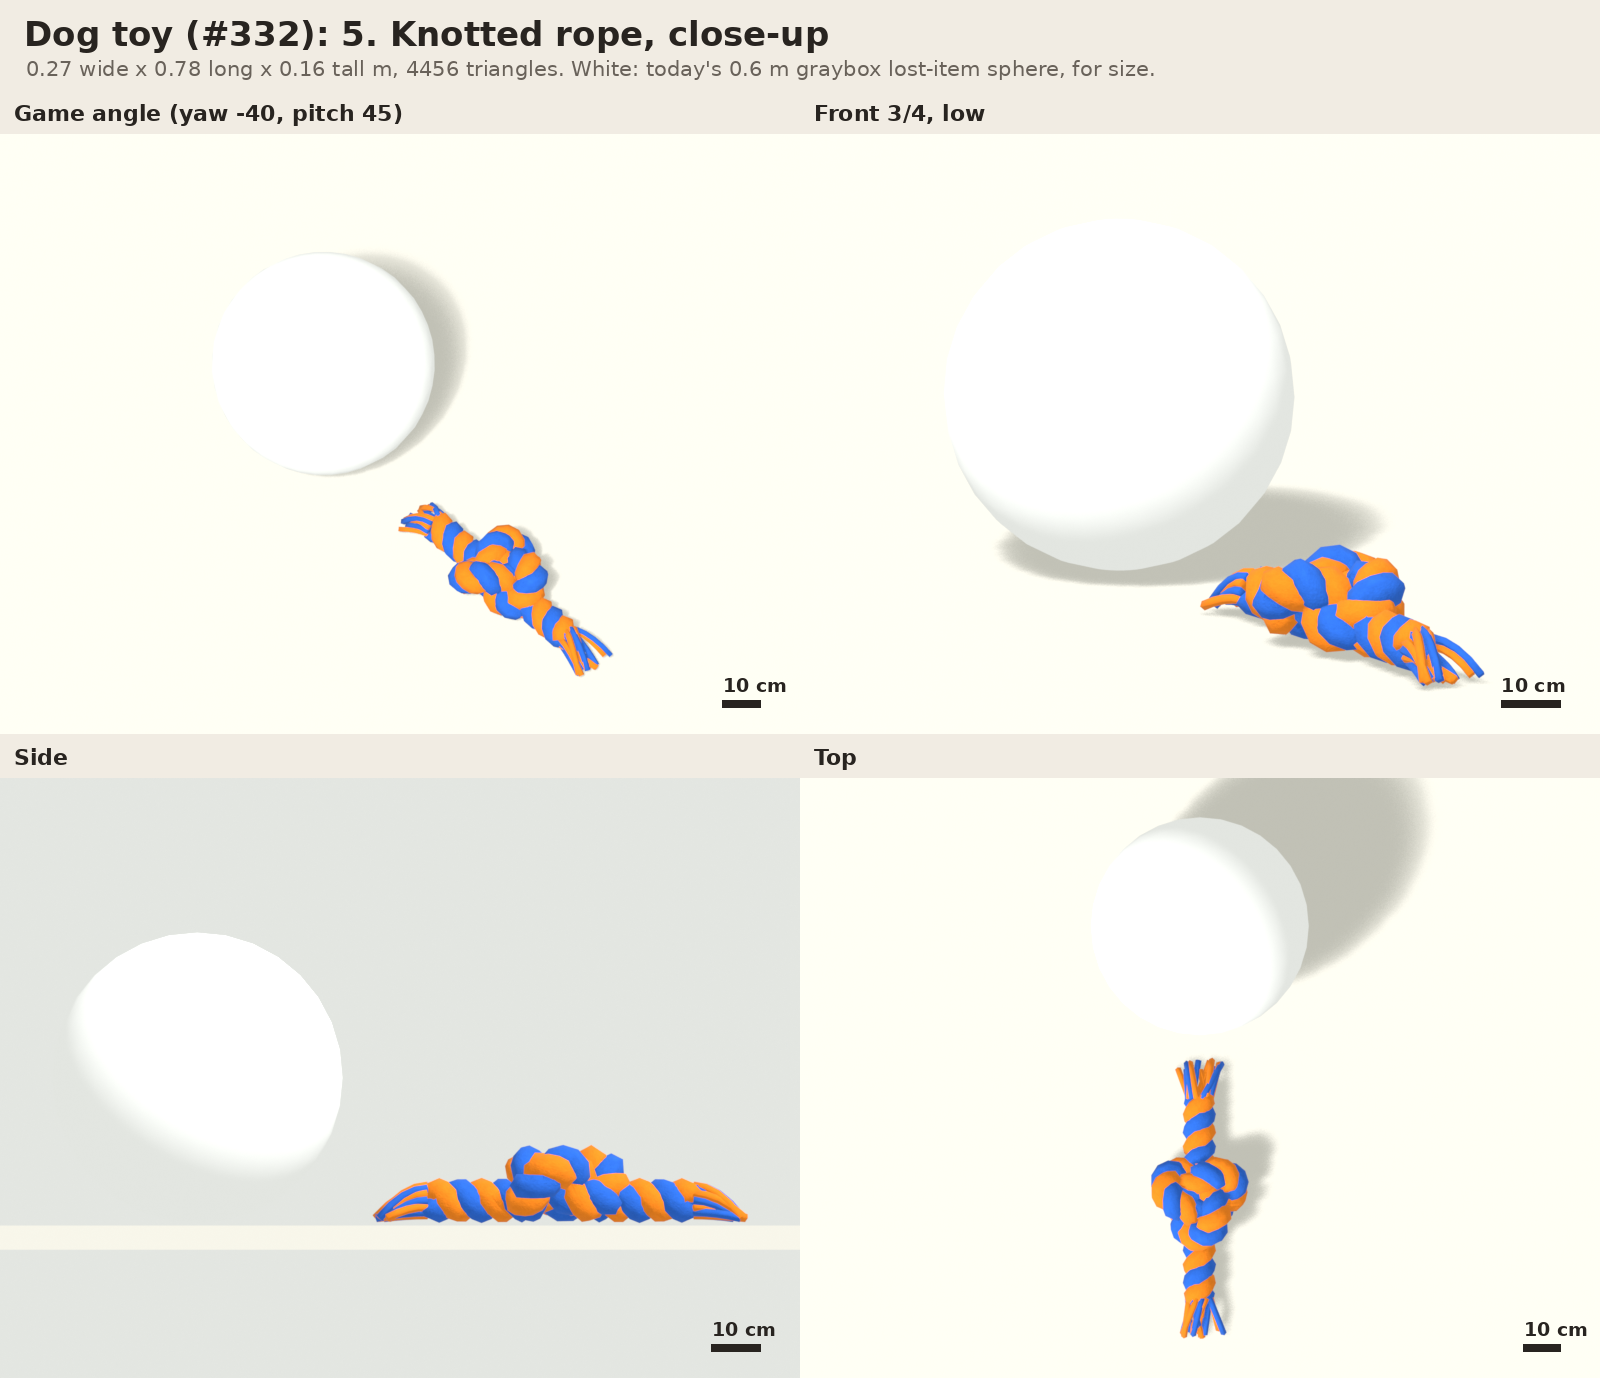 Dog toy (#332): 5. Knotted rope, close-up
0.27 wide x 0.78 long x 0.16 tall m, 4456 triangles. White: today's 0.6 m graybox lost-item sphere, for size.
Game angle (yaw -40, pitch 45)
Front 3/4, low
10 cm
10 cm
Side
Top
10 cm
10 cm